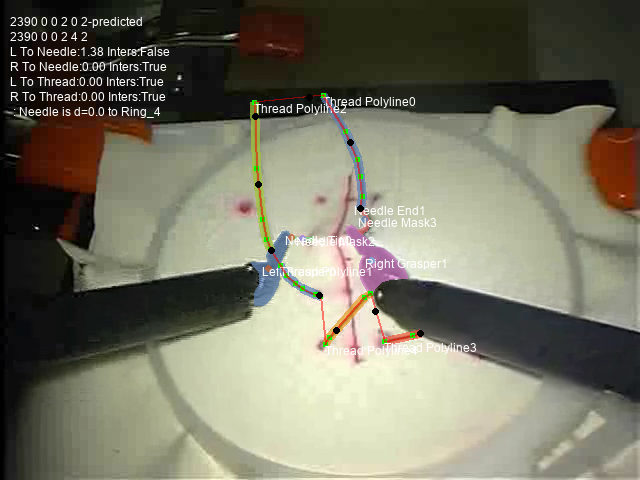 2390 0 0 2 0 2-predicted
2390 0 0 2 4 2
L To Needle:1.38 Inters:False
R To Needle:0.00 Inters:True
L To Thread:0.00 Inters:True
R To Thread:0.00 Inters:True
: Needle is d=0.0 to Ring_4
Thread Polyline2
Thread Polyline0
Needle End1
Needle Mask3
Mask2
Right Grasper1
Polyline1
Thread Polyline4
Thread Polyline3